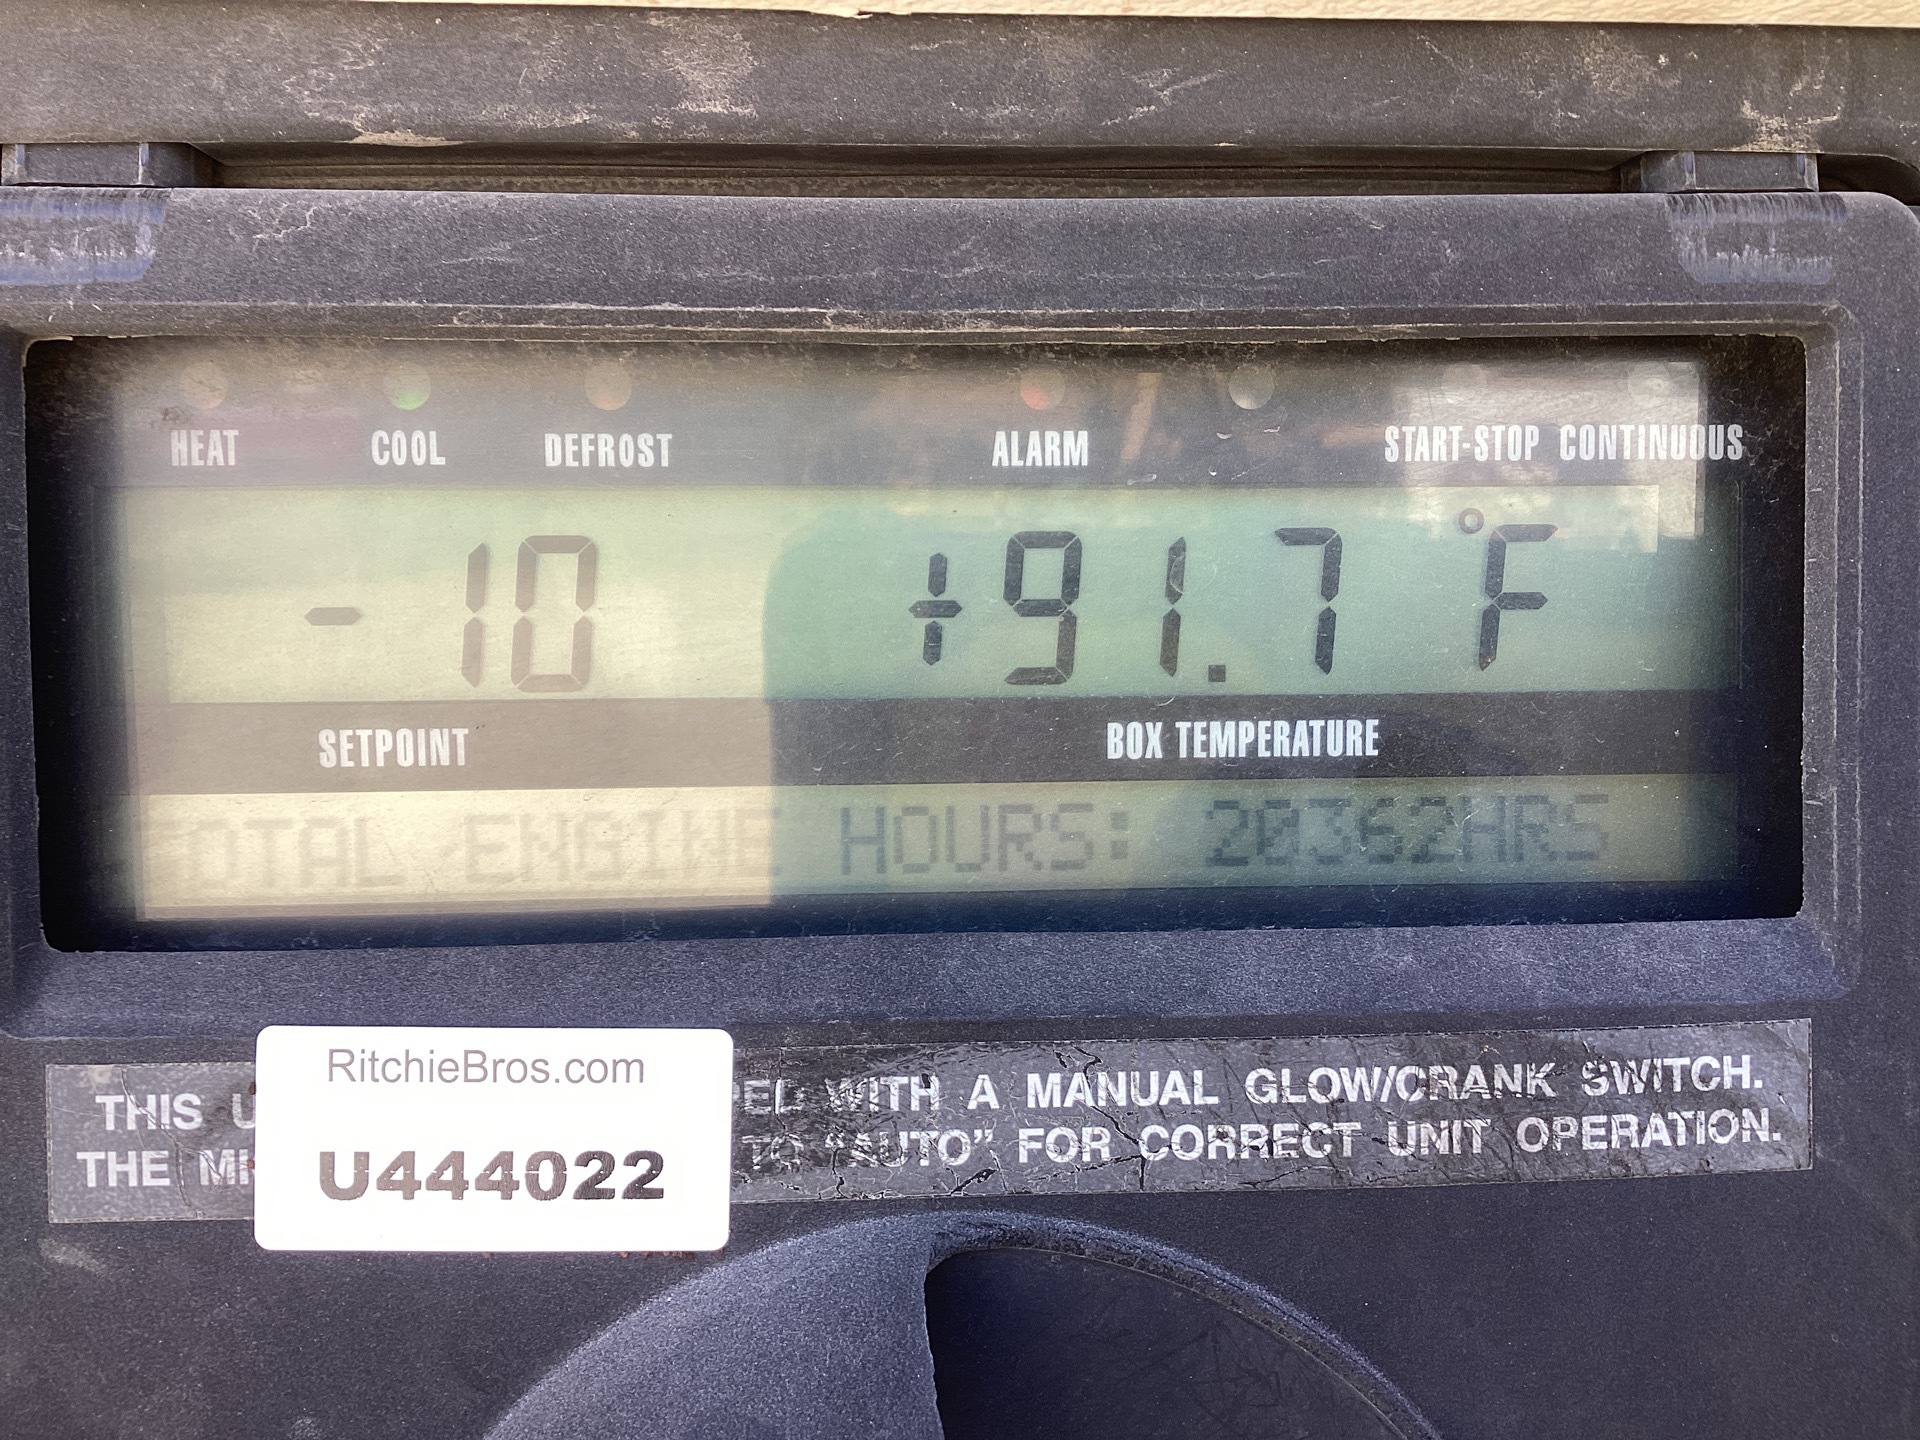 HEAT COOL DEFROST ALARM START-STOP CONTINUOUS
-10 +91.7 °F
SETPOINT BOX TEMPERATURE
TOTAL ENGINE HOURS: 20362HRS
RitchieBros.com
U444022
THIS WITH A MANUAL GLOW/CRANK SWITCH.
THE TO "AUTO" FOR CORRECT UNIT OPERATION.